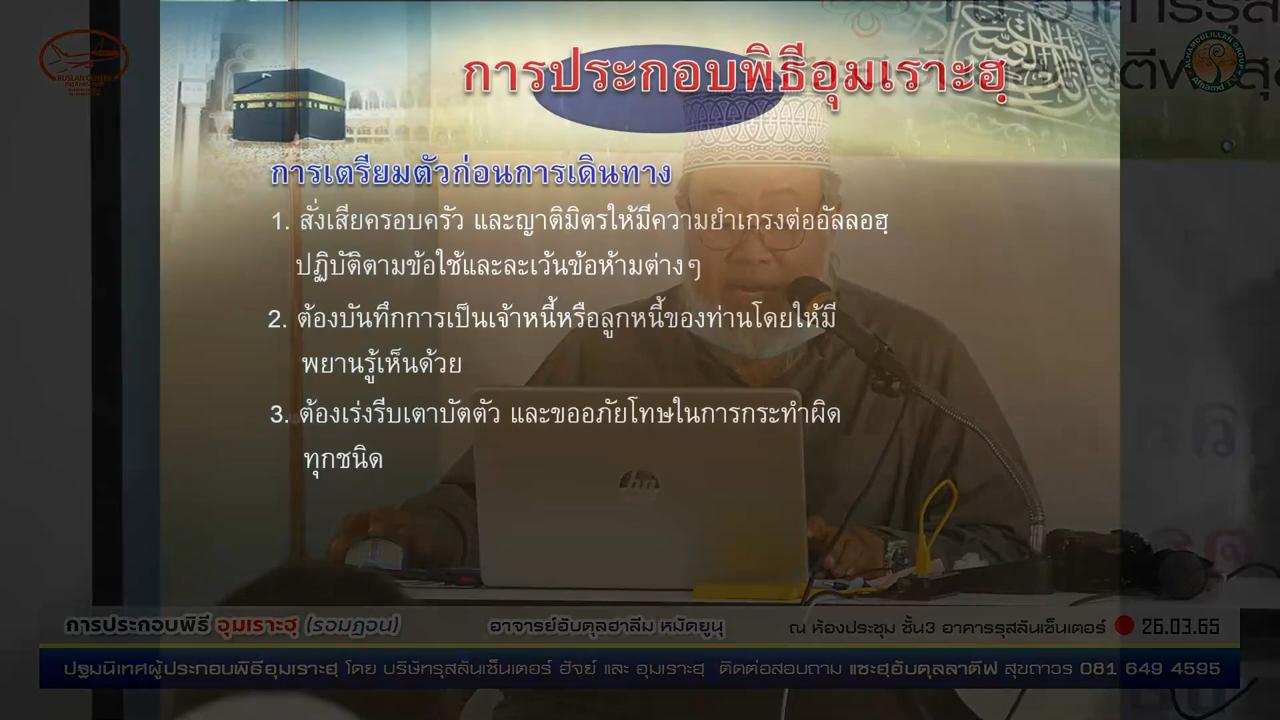 การประกอบพิธีอุมเราะฮฺ
การเตรียมตัวก่อนการเดินทาง
1. สั่งเสียครอบครัว และญาติมิตรให้มีความยำเกรงต่ออัลลอฮฺ
ปฏิบัติตามข้อใช้และละเว้นข้อห้ามต่างๆ
2. ต้องบันทึกการเป็นเจ้าหนี้หรือลูกหนี้ของท่านโดยให้มี
พยานรู้เห็นด้วย
3. ต้องเร่งรีบเตาบัตตัว และขออภัยโทษในการกระทำผิด
ทุกชนิด
hp
การประกอบพิธี อุมเราะฮฺ (รอมฎอน) อาจารย์อับดุลฮาลีม หมัดยูนุ ณ ห้องประชุม ชั้น3 อาคารรุสลันเซ็นเตอร์ 26.03.65
ปฐมนิเทศผู้ประกอบพิธีอุมเราะฮฺ โดย บริษัทรุสลันเซ็นเตอร์ ฮัจย์ และ อุมเราะฮฺ ติดต่อสอบถาม แซะฮฺอับดุลลาตีฟ สุขถาวร 081 649 4595